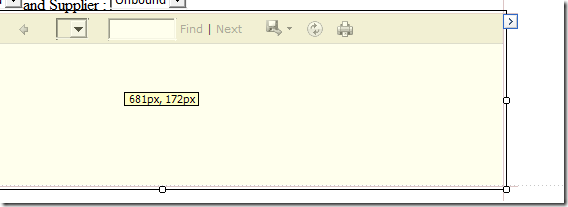 and Supplier : Unbound
Find | Next
681px, 172px